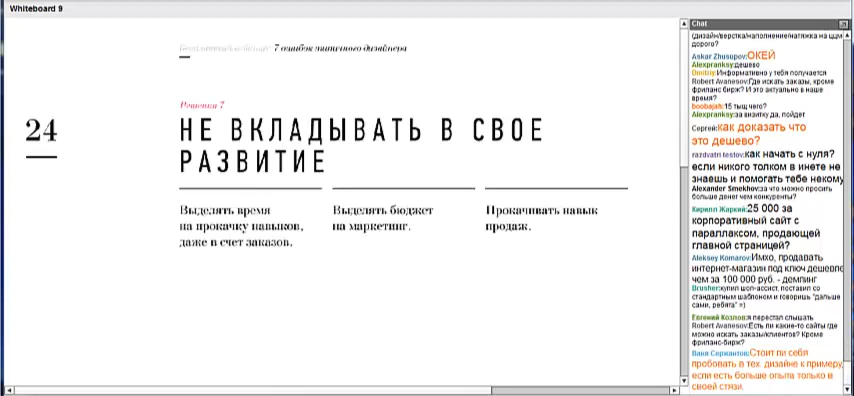 Whiteboard 9
7 ошибок типичного дизайнера
Решения 7
24
НЕ ВКЛАДЫВАТЬ В СВОЕ
РАЗВИТИЕ
Выделять время
на прокачку навыков,
даже в счет заказов.
Выделять бюджет
на маркетинг.
Прокачивать навык
продаж.
Chat
(дизайн/верстка/наполнение/натяжка на
дорого?
Askar Zhusupov:ОКЕЙ
Alexpranksy:дешево
Dmitriy:Информативно у тебя получается
Robert Avanesov:Где искать заказы, кроме
фриланс бирж? И это актуально в наше
время?
boobajah:15 тыщ чего?
Alexpranksy:за визитку да, пойдет
Сергей:как доказать что
это дешево?
razdvatri testov:как начать с нуля?
если никого толком в инете не
знаешь и помогать тебе некому
Alexander Smekhov:за что можно просить
больше денег чем конкуренты?
Кирилл Жаркий:25 000 за
корпоративный сайт с
параллаксом, продающей
главной страницей?
Aleksey Komarov:Имхо, продавать
интернет-магазин под ключ дешевле
чем за 100 000 руб. - демпинг
Brusher:купил шоп-ассист, поставил со
стандартным шаблоном и говоришь "дальше
сами, ребята" =)
Евгений Козлов:я перестал слышать
Robert Avanesov:Есть ли какие-то сайты где
можно искать заказы/клиентов? Кроме
фриланс-бирж?
Ваня Сержантов:Стоит ли себя
пробовать в тех. дизайне к примеру,
если есть больше опыта только в
своей стязи.